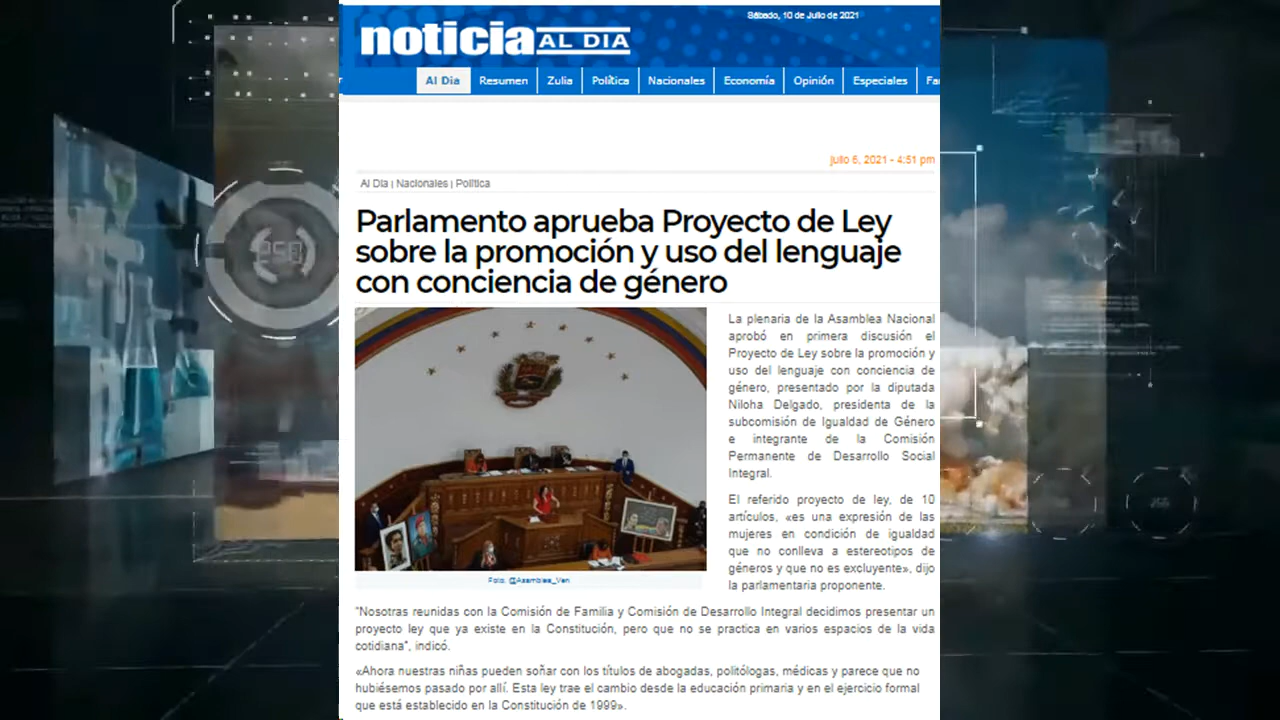 Sábado, 10 de Julio de 2021
noticia AL DIA
Al Dia Resumen Zulia Política Nacionales Economía Opinión Especiales
julio 6, 2021 - 4:51 pm
Al Dia | Nacionales | Política
Parlamento aprueba Proyecto de Ley
sobre la promoción y uso del lenguaje
con conciencia de género
La plenaria de la Asamblea Nacional
aprobó en primera discusión el
Proyecto de Ley sobre la promoción y
uso del lenguaje con conciencia de
género, presentado por la diputada
Niloha Delgado, presidenta de la
subcomisión de Igualdad de Género
e integrante de la Comisión
Permanente de Desarrollo Social
Integral.
El referido proyecto de ley, de 10
artículos, «es una expresión de las
mujeres en condición de igualdad
que no conlleva a estereotipos de
géneros y que no es excluyente», dijo
la parlamentaria proponente.
Foto. @Asamblea_Ven
"Nosotras reunidas con la Comisión de Familia y Comisión de Desarrollo Integral decidimos presentar un
proyecto ley que ya existe en la Constitución, pero que no se practica en varios espacios de la vida
cotidiana", indicó.
«Ahora nuestras niñas pueden soñar con los títulos de abogadas, politólogas, médicas y parece que no
hubiésemos pasado por allí. Esta ley trae el cambio desde la educación primaria y en el ejercicio formal
que está establecido en la Constitución de 1999».